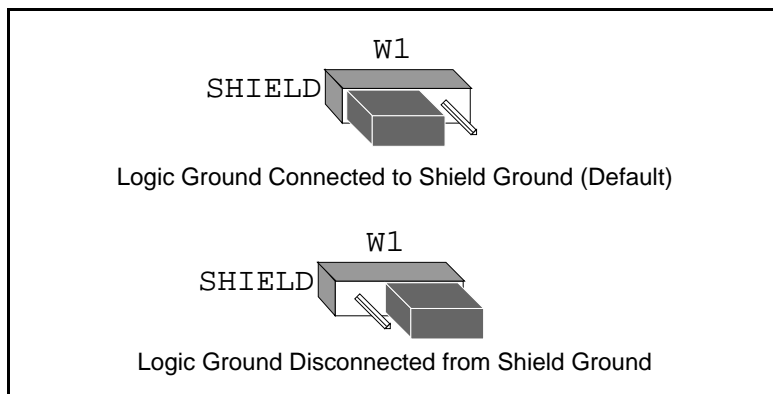 W1
SHIELD
Logic Ground Connected to Shield Ground (Default)
W1
SHIELD
Logic Ground Disconnected from Shield Ground